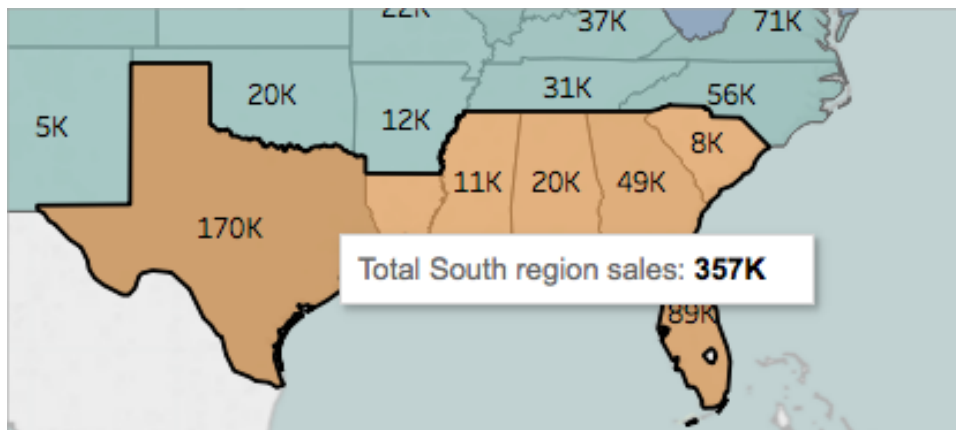 22K
37K
71K
5K
20K
12K
31K
56K
8K
11K
20K
49K
170K
Total South region sales: 357K
89K